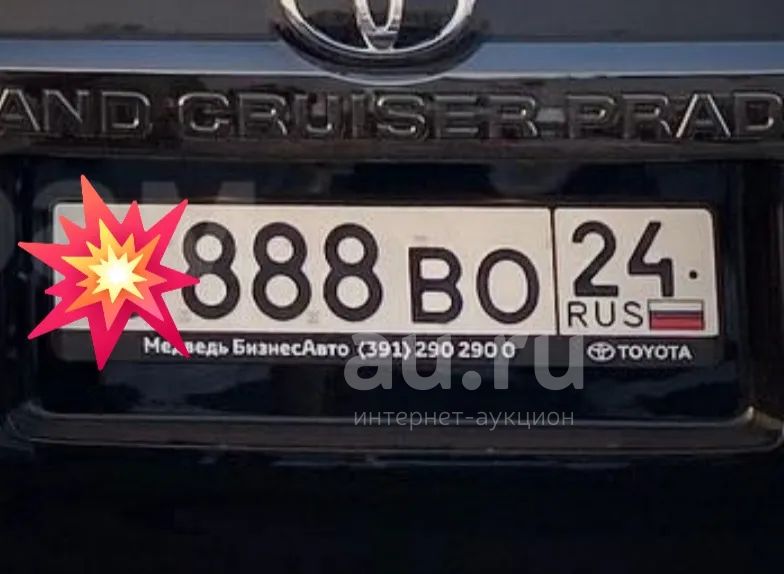 AND CRUISER PRAD
888 ВО 24
RUS
Медведь БизнесАвто (391) 290 290 0 TOYOTA
au.ru
интернет-аукцион